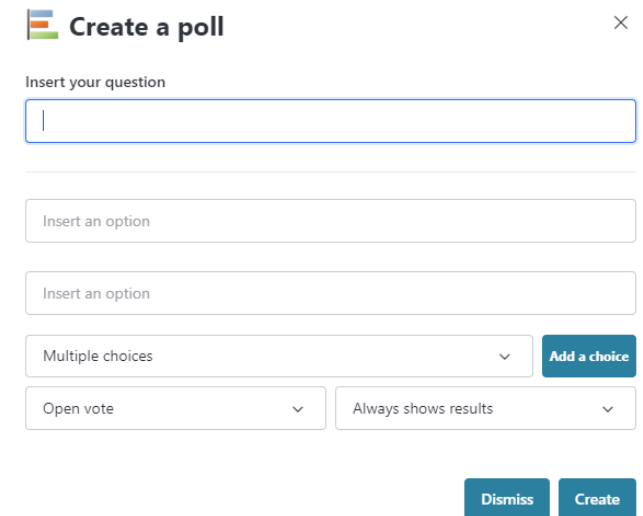 Create a poll
Insert your question
Insert an option
Insert an option
Multiple choices
Add a choice
Open vote
Always shows results
Dismiss
Create